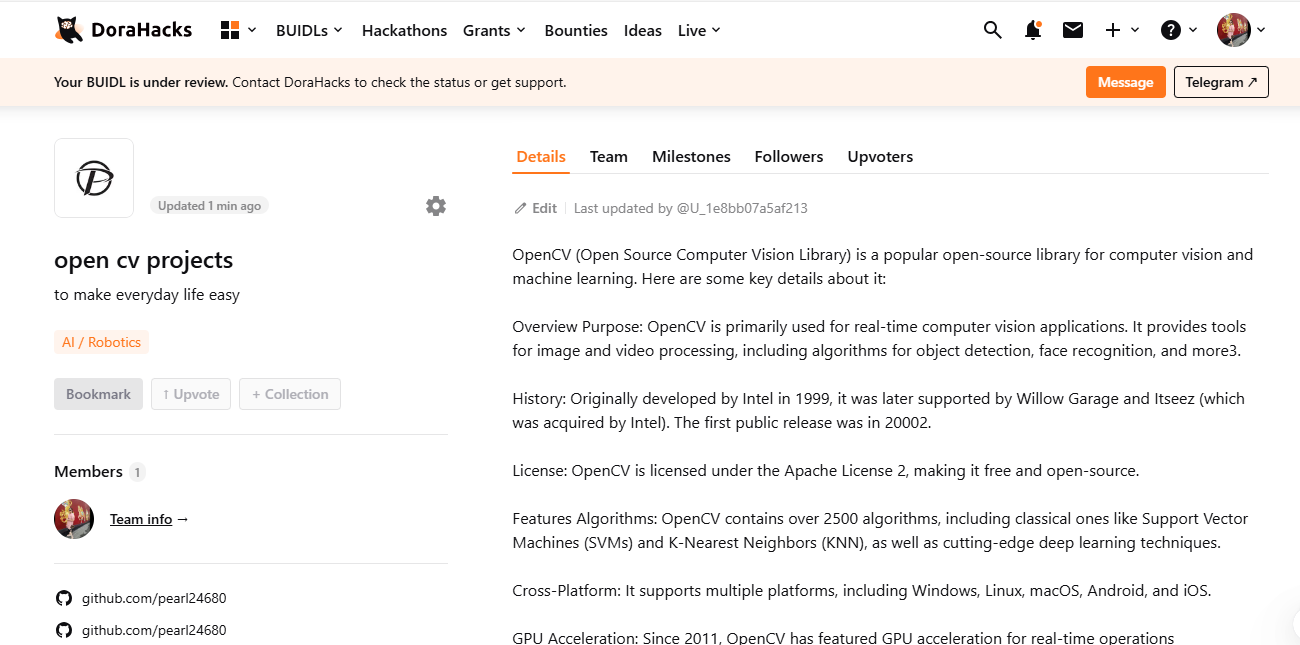 DoraHacks
BUIDLs
Hackathons
Grants
Bounties
Ideas
Live
Your BUIDL is under review. Contact DoraHacks to check the status or get support.
Message
Telegram ↗
Updated 1 min ago
open cv projects
to make everyday life easy
AI / Robotics
Bookmark
↑ Upvote
+ Collection
Members 1
Team info →
github.com/pearl24680
github.com/pearl24680
Details
Team
Milestones
Followers
Upvoters
Edit
Last updated by @U_1e8bb07a5af213
OpenCV (Open Source Computer Vision Library) is a popular open-source library for computer vision and
machine learning. Here are some key details about it:
Overview Purpose: OpenCV is primarily used for real-time computer vision applications. It provides tools
for image and video processing, including algorithms for object detection, face recognition, and more3.
History: Originally developed by Intel in 1999, it was later supported by Willow Garage and Itseez (which
was acquired by Intel). The first public release was in 20002.
License: OpenCV is licensed under the Apache License 2, making it free and open-source.
Features Algorithms: OpenCV contains over 2500 algorithms, including classical ones like Support Vector
Machines (SVMs) and K-Nearest Neighbors (KNN), as well as cutting-edge deep learning techniques.
Cross-Platform: It supports multiple platforms, including Windows, Linux, macOS, Android, and iOS.
GPU Acceleration: Since 2011, OpenCV has featured GPU acceleration for real-time operations